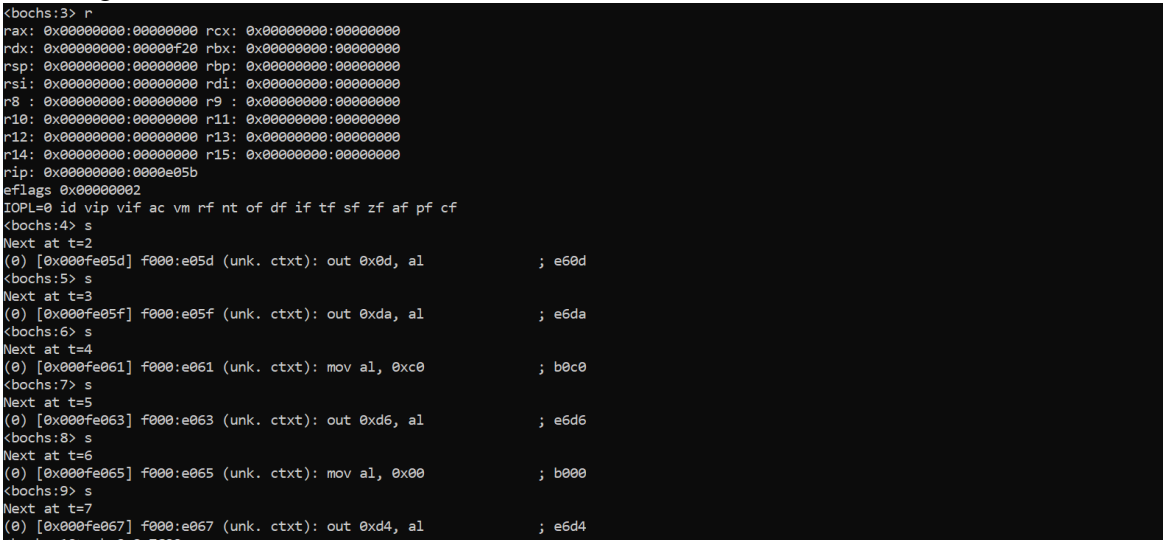 <bochs:3> r
rax: 0x00000000:00000000 rcx: 0x00000000:00000000
rdx: 0x00000000:00000f20 rbx: 0x00000000:00000000
rsp: 0x00000000:00000000 rbp: 0x00000000:00000000
rsi: 0x00000000:00000000 rdi: 0x00000000:00000000
r8 : 0x00000000:00000000 r9 : 0x00000000:00000000
r10: 0x00000000:00000000 r11: 0x00000000:00000000
r12: 0x00000000:00000000 r13: 0x00000000:00000000
r14: 0x00000000:00000000 r15: 0x00000000:00000000
rip: 0x00000000:0000e05b
eflags 0x00000002
IOPL=0 id vip vif ac vm rf nt of df if tf sf zf af pf cf
<bochs:4> s
Next at t=2
(0) [0x000fe05d] f000:e05d (unk. ctxt): out 0x0d, al ; e60d
<bochs:5> s
Next at t=3
(0) [0x000fe05f] f000:e05f (unk. ctxt): out 0xda, al ; e6da
<bochs:6> s
Next at t=4
(0) [0x000fe061] f000:e061 (unk. ctxt): mov al, 0xc0 ; b0c0
<bochs:7> s
Next at t=5
(0) [0x000fe063] f000:e063 (unk. ctxt): out 0xd6, al ; e6d6
<bochs:8> s
Next at t=6
(0) [0x000fe065] f000:e065 (unk. ctxt): mov al, 0x00 ; b000
<bochs:9> s
Next at t=7
(0) [0x000fe067] f000:e067 (unk. ctxt): out 0xd4, al ; e6d4